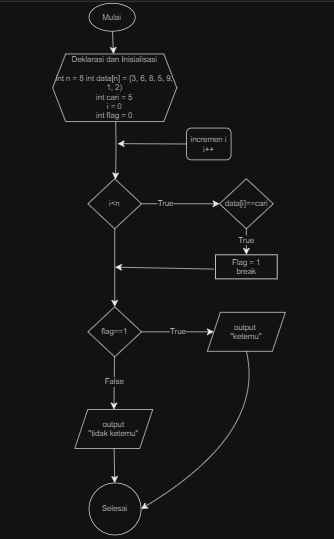 Mulai
Deklarasi dan Inisialisasi
int n = 8 int data[n] = {3, 6, 8, 5, 9,
1, 2}
int cari = 5
i = 0
int flag = 0
incremen i
i++
i<n
True
data[i]==cari
True
Flag = 1
break
flag==1
True
output
"ketemu"
False
output
"tidak ketemu"
Selesai